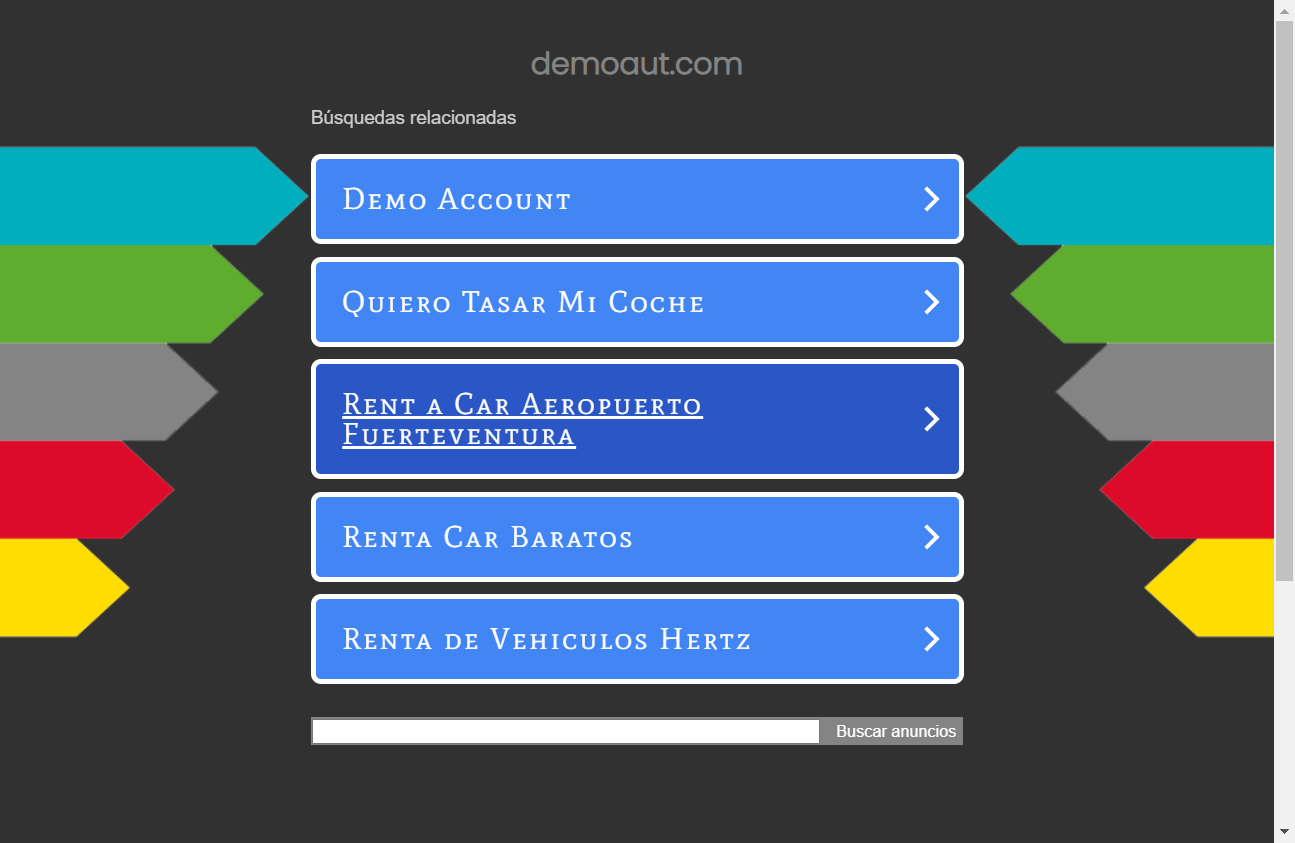 demoaut.com
Búsquedas relacionadas
Demo Account
Quiero Tasar Mi Coche
Rent a Car Aeropuerto
Fuerteventura
Renta Car Baratos
Renta de Vehiculos Hertz
Buscar anuncios